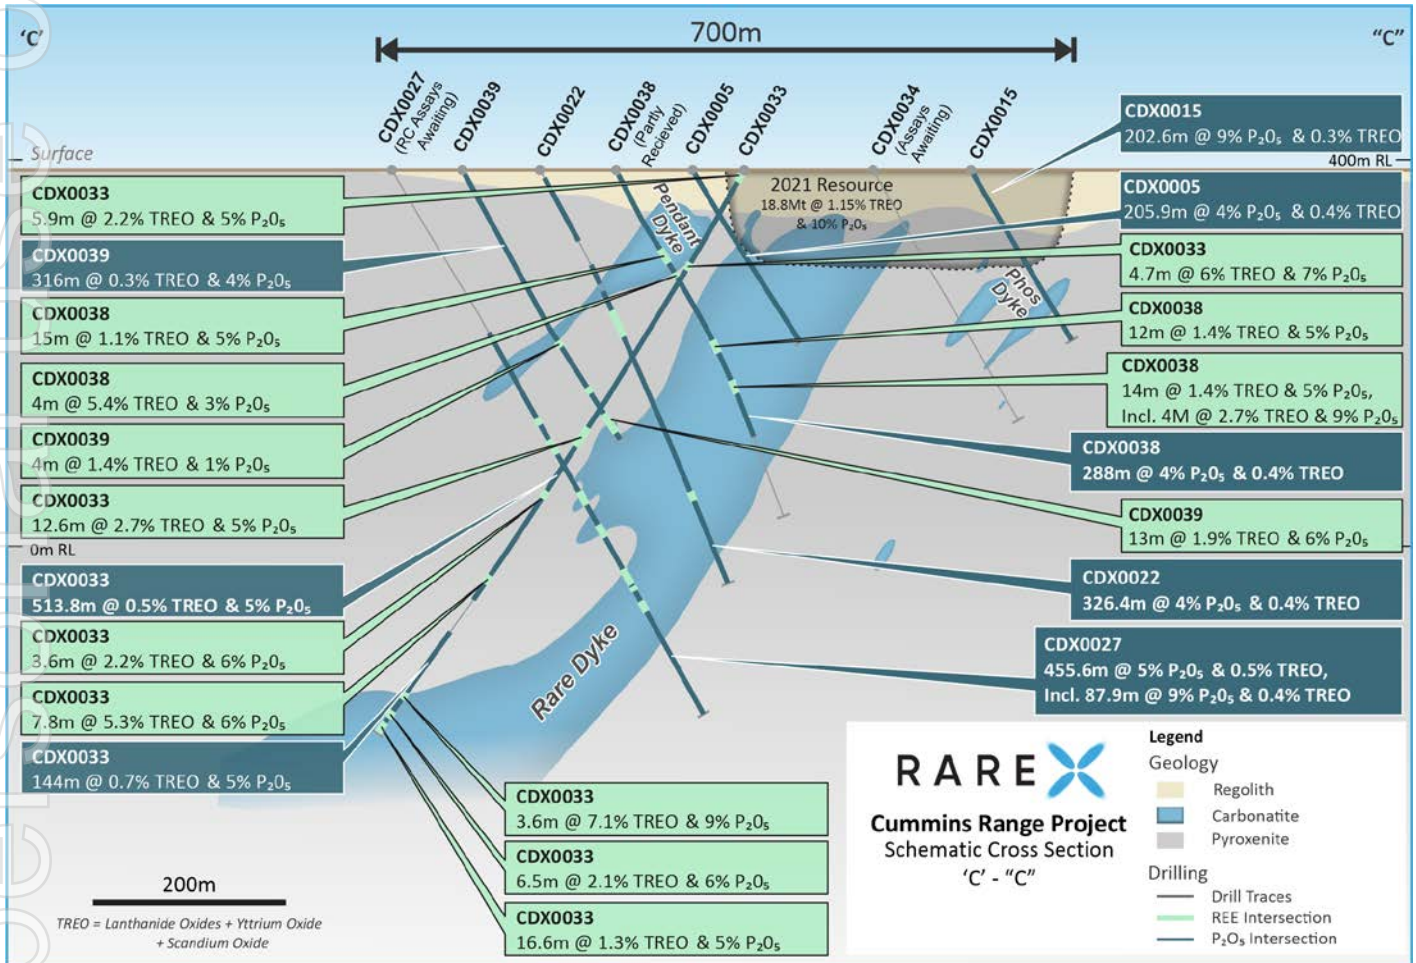 'C'
700m
“C”
CDX0027
(RC Assays
Awaiting)
CDX0039
CDX0022
CDX0038
(Partly
Recieved)
CDX0005
CDX0033
CDX0034
(Assays
Awaiting)
CDX0015
Surface
400m RL
CDX0033
5.9m @ 2.2% TREO & 5% P₂0₅
CDX0039
316m @ 0.3% TREO & 4% P₂0₅
CDX0038
15m @ 1.1% TREO & 5% P₂0₅
CDX0038
4m @ 5.4% TREO & 3% P₂0₅
CDX0039
4m @ 1.4% TREO & 1% P₂0₅
CDX0033
12.6m @ 2.7% TREO & 5% P₂0₅
0m RL
CDX0033
513.8m @ 0.5% TREO & 5% P₂0₅
CDX0033
3.6m @ 2.2% TREO & 6% P₂0₅
CDX0033
7.8m @ 5.3% TREO & 6% P₂0₅
CDX0033
144m @ 0.7% TREO & 5% P₂0₅
Pendant
Dyke
2021 Resource
18.8Mt @ 1.15% TREO
& 10% P₂0₅
Phos
Dyke
Rare Dyke
CDX0015
202.6m @ 9% P₂0₅ & 0.3% TREO
CDX0005
205.9m @ 4% P₂0₅ & 0.4% TREO
CDX0033
4.7m @ 6% TREO & 7% P₂0₅
CDX0038
12m @ 1.4% TREO & 5% P₂0₅
CDX0038
14m @ 1.4% TREO & 5% P₂0₅,
Incl. 4M @ 2.7% TREO & 9% P₂0₅
CDX0038
288m @ 4% P₂0₅ & 0.4% TREO
CDX0039
13m @ 1.9% TREO & 6% P₂0₅
CDX0022
326.4m @ 4% P₂0₅ & 0.4% TREO
CDX0027
455.6m @ 5% P₂0₅ & 0.5% TREO,
Incl. 87.9m @ 9% P₂0₅ & 0.4% TREO
CDX0033
3.6m @ 7.1% TREO & 9% P₂0₅
CDX0033
6.5m @ 2.1% TREO & 6% P₂0₅
CDX0033
16.6m @ 1.3% TREO & 5% P₂0₅
200m
TREO = Lanthanide Oxides + Yttrium Oxide
+ Scandium Oxide
RAREX
Cummins Range Project
Schematic Cross Section
'C' - “C”
Legend
Geology
Regolith
Carbonatite
Pyroxenite
Drilling
Drill Traces
REE Intersection
P₂O₅ Intersection